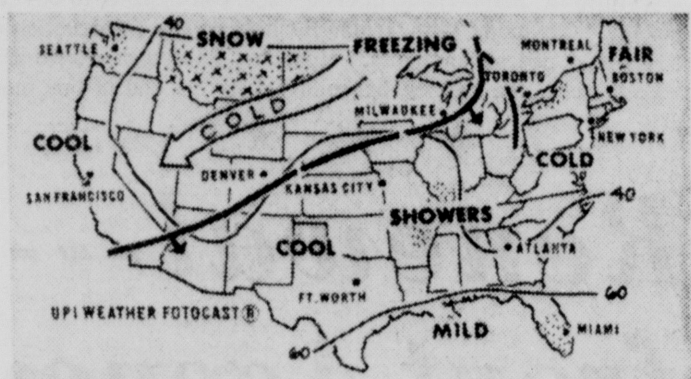 40
SEATTLE
SNOW
FREEZING
MONTREAL
FAIR
TORONTO
BOSTON
COLD
MILWAUKEE
COOL
NEW YORK
COLD
DENVER
KANSAS CITY
SAN FRANCISCO
SHOWERS
40
COOL
ATLANTA
FT. WORTH
60
UPI WEATHER FOTOCAST ®
MILD
MIAMI
60